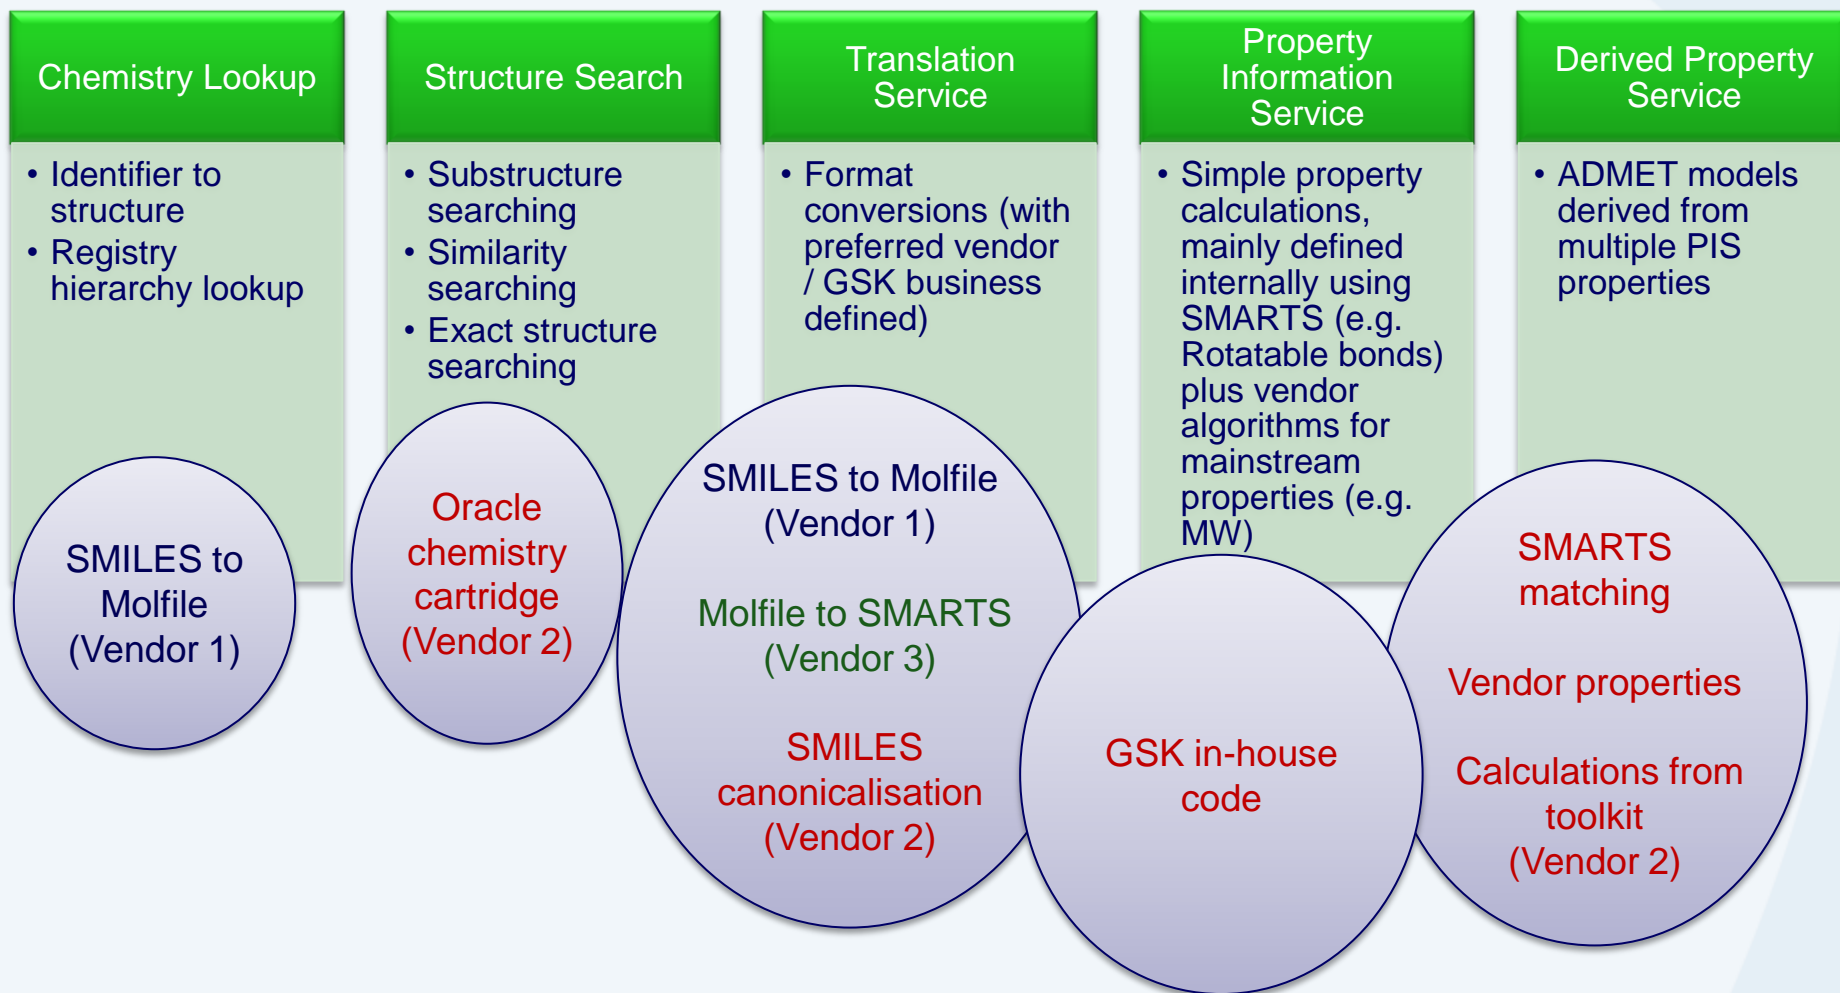 Chemistry Lookup
• Identifier to
structure
• Registry
hierarchy lookup
SMILES to
Molfile
(Vendor 1)
Structure Search
• Substructure
searching
• Similarity
searching
• Exact structure
searching
Oracle
chemistry
cartridge
(Vendor 2)
Translation
Service
• Format
conversions (with
preferred vendor
/ GSK business
defined)
SMILES to Molfile
(Vendor 1)
Molfile to SMARTS
(Vendor 3)
SMILES
canonicalisation
(Vendor 2)
Property
Information
Service
• Simple property
calculations,
mainly defined
internally using
SMARTS (e.g.
Rotatable bonds)
plus vendor
algorithms for
mainstream
properties (e.g.
MW)
GSK in-house
code
Derived Property
Service
• ADMET models
derived from
multiple PIS
properties
SMARTS
matching
Vendor properties
Calculations from
toolkit
(Vendor 2)